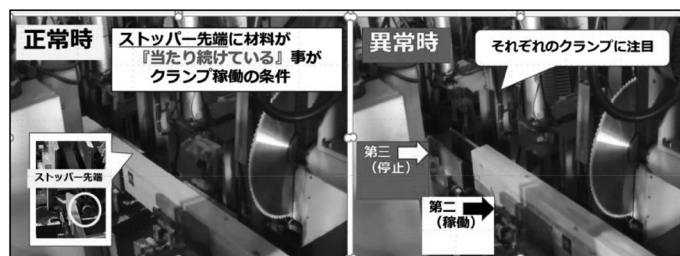 正常時
ストッパー先端に材料が
『当たり続けている』事が
クランプ稼働の条件
ストッパー先端
異常時
それぞれのクランプに注目
第三
(停止)
第二
(稼働)